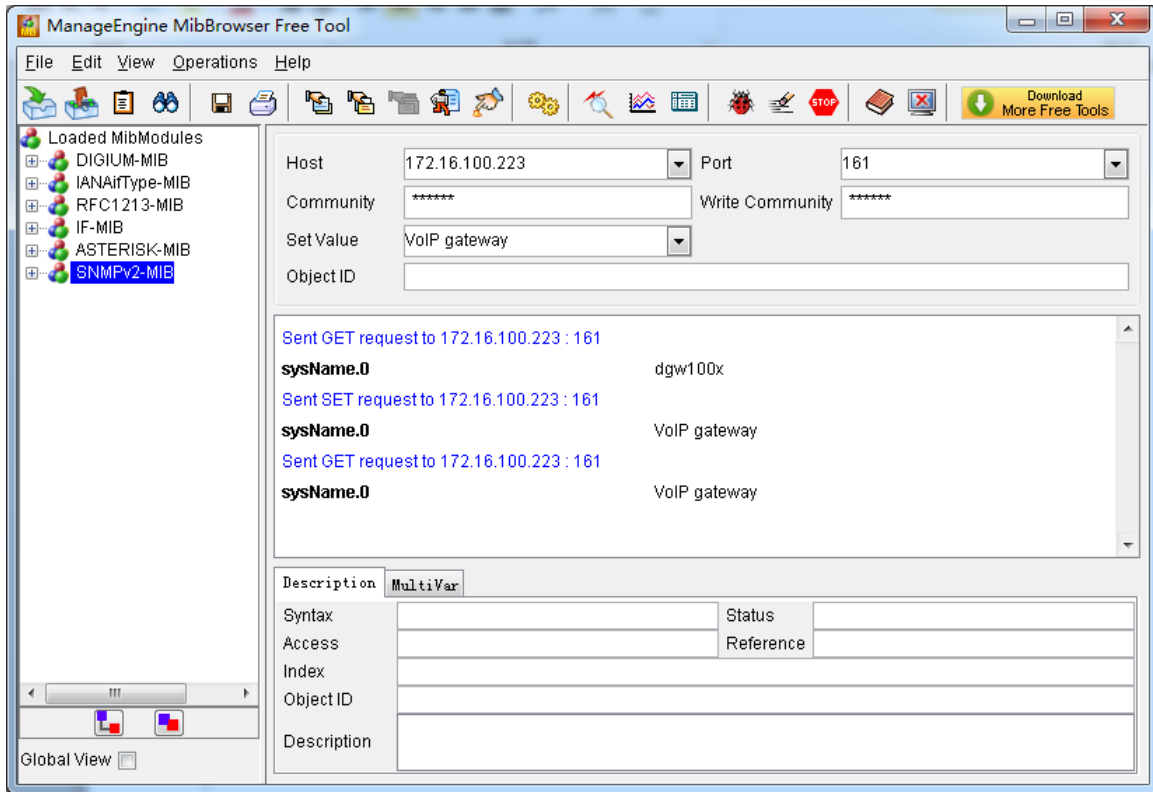 ManageEngine MibBrowser Free Tool
File Edit View Operations Help
STOP
Download
More Free Tools
Loaded MibModules
DIGIUM-MIB
IANAifType-MIB
RFC1213-MIB
IF-MIB
ASTERISK-MIB
SNMPv2-MIB
Host 172.16.100.223 Port 161
Community ****** Write Community ******
Set Value VoIP gateway
Object ID
Sent GET request to 172.16.100.223 : 161
sysName.0 dgw100x
Sent SET request to 172.16.100.223 : 161
sysName.0 VoIP gateway
Sent GET request to 172.16.100.223 : 161
sysName.0 VoIP gateway
Description MultiVar
Syntax Status
Access Reference
Index
Object ID
Description
Global View